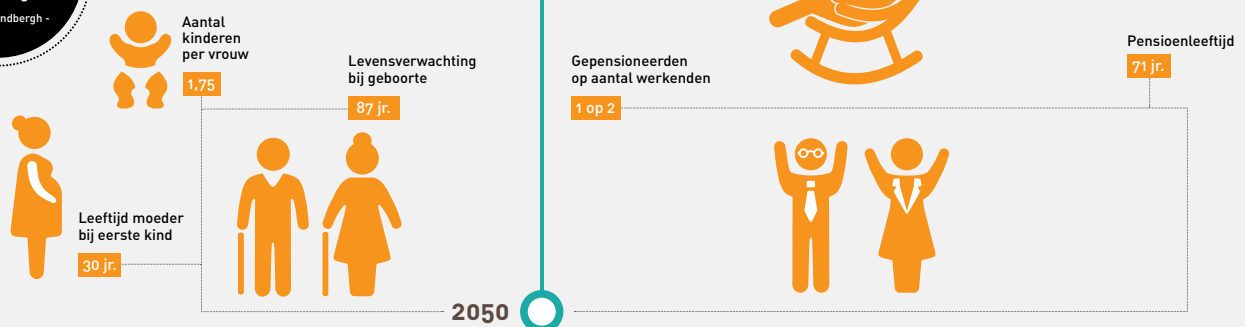 ndbergh -
Aantal
kinderen
per vrouw
1,75
Levensverwachting
bij geboorte
87 jr.
Leeftijd moeder
bij eerste kind
30 jr.
Gepensioneerden
op aantal werkenden
1 op 2
Pensioenleeftijd
71 jr.
2050